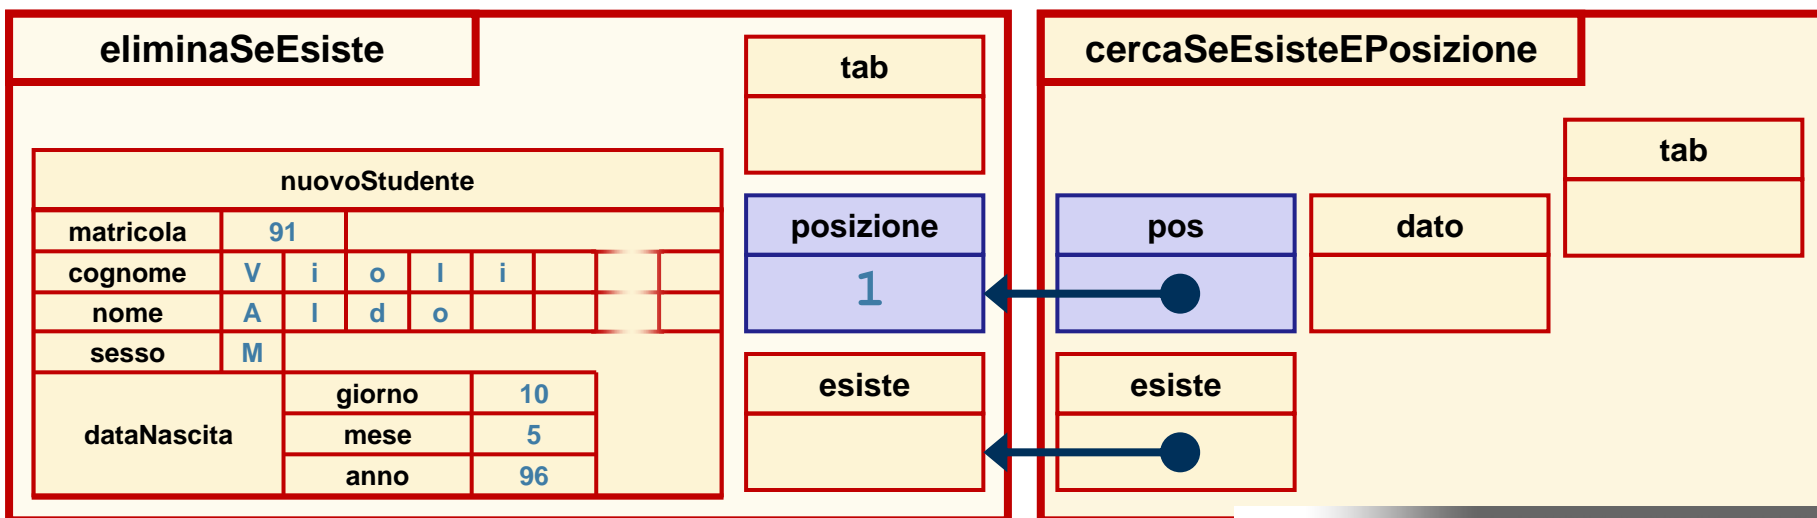 eliminaSeEsiste
tab
nuovoStudente
matricola 91
cognome V i o l i
nome A l d o
sesso M
dataNascita
giorno 10
mese 5
anno 96
posizione
1
esiste
cercaSeEsisteEPosizione
tab
pos
dato
esiste